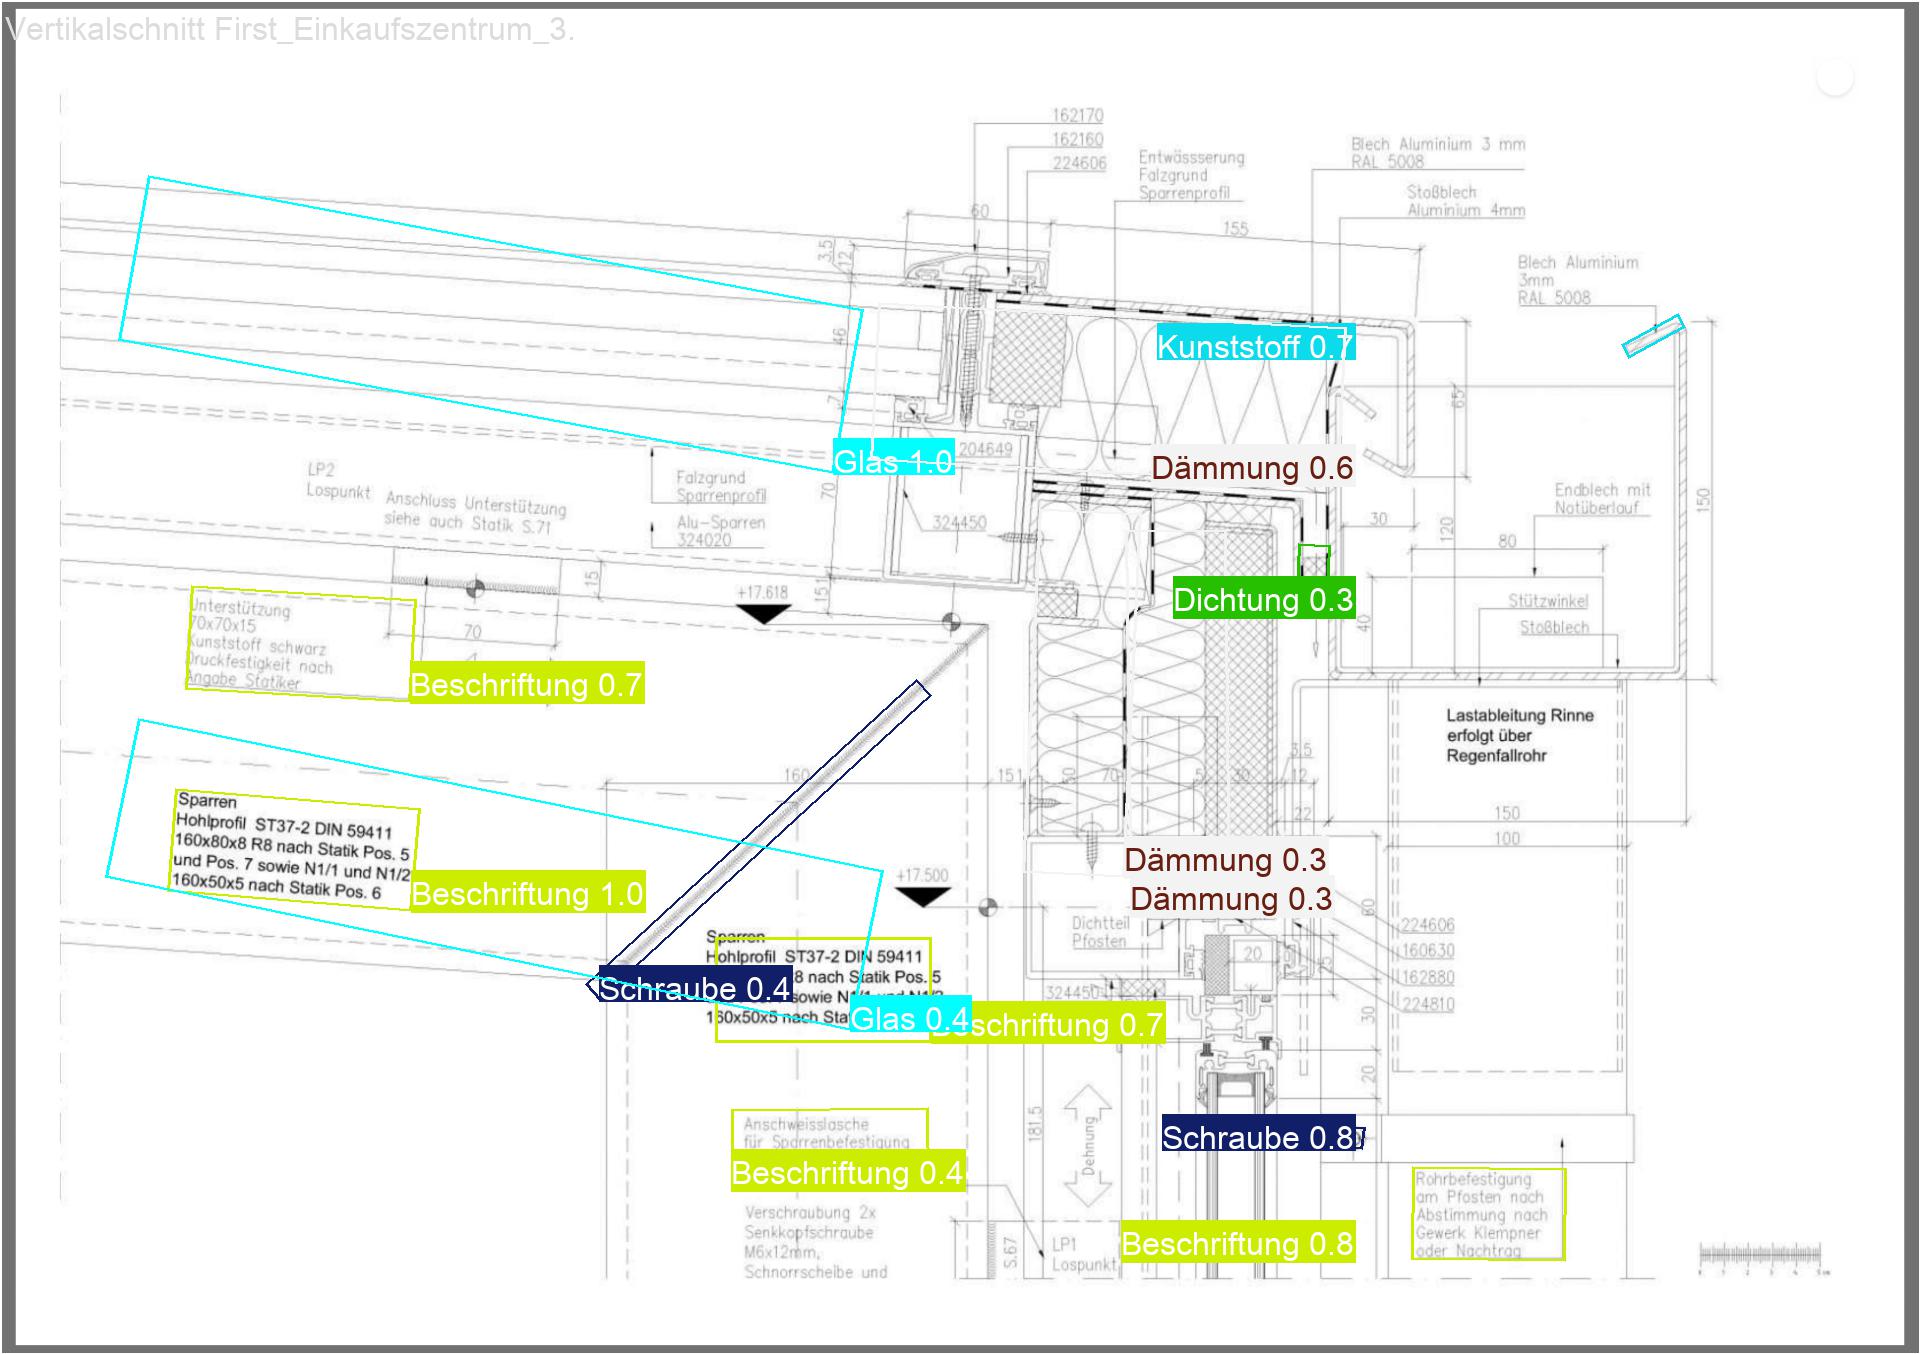 Vertikalschnitt First_Einkaufszentrum_3.
162170
162160
224606
Entwässserung
Falzgrund
Sparrenprofil
Blech Aluminium 3 mm
RAL 5008
Stoßblech
Aluminium 4mm
60
155
3.5
12
Blech Aluminium
3mm
RAL 5008
46
Kunststoff 0.7
65
7
Glas 1.0
204649
Dämmung 0.6
LP2
Lospunkt
Anschluss Unterstützung
siehe auch Statik S.71
Falzgrund
Sparrenprofil
Alu-Sparren
324020
70
324450
30
120
150
Endblech mit
Notüberlauf
80
15
15
+17.618
Dichtung 0.3
Stützwinkel
Stoßblech
40
Unterstützung
70x70x15
Kunststoff schwarz
Druckfestigkeit nach
Angabe Statiker
70
Beschriftung 0.7
Lastableitung Rinne
erfolgt über
Regenfallrohr
160
151
50
70
5
30
3.5
12
22
150
100
Sparren
Hohlprofil ST37-2 DIN 59411
160x80x8 R8 nach Statik Pos. 5
und Pos. 7 sowie N1/1 und N1/2
160x50x5 nach Statik Pos. 6
Beschriftung 1.0
Dämmung 0.3
Dämmung 0.3
+17.500
Dichtteil
Pfosten
20
25
60
224606
160630
162880
224810
Sparren
Hohlprofil ST37-2 DIN 59411
nach Statik Pos. 5
sowie
160x50x5 nach
Schraube 0.4
Glas 0.4
Beschriftung 0.7
324450
30
20
Anschweisslasche
für Sparrenbefestigung
Beschriftung 0.4
Verschraubung 2x
Senkkopfschraube
M6x12mm,
Schnorrscheibe und
181.5
Dehnung
Schraube 0.8
S.67
LP1
Lospunkt
Beschriftung 0.8
Rohrbefestigung
am Pfosten nach
Abstimmung nach
Gewerk Klempner
oder Nachtrag